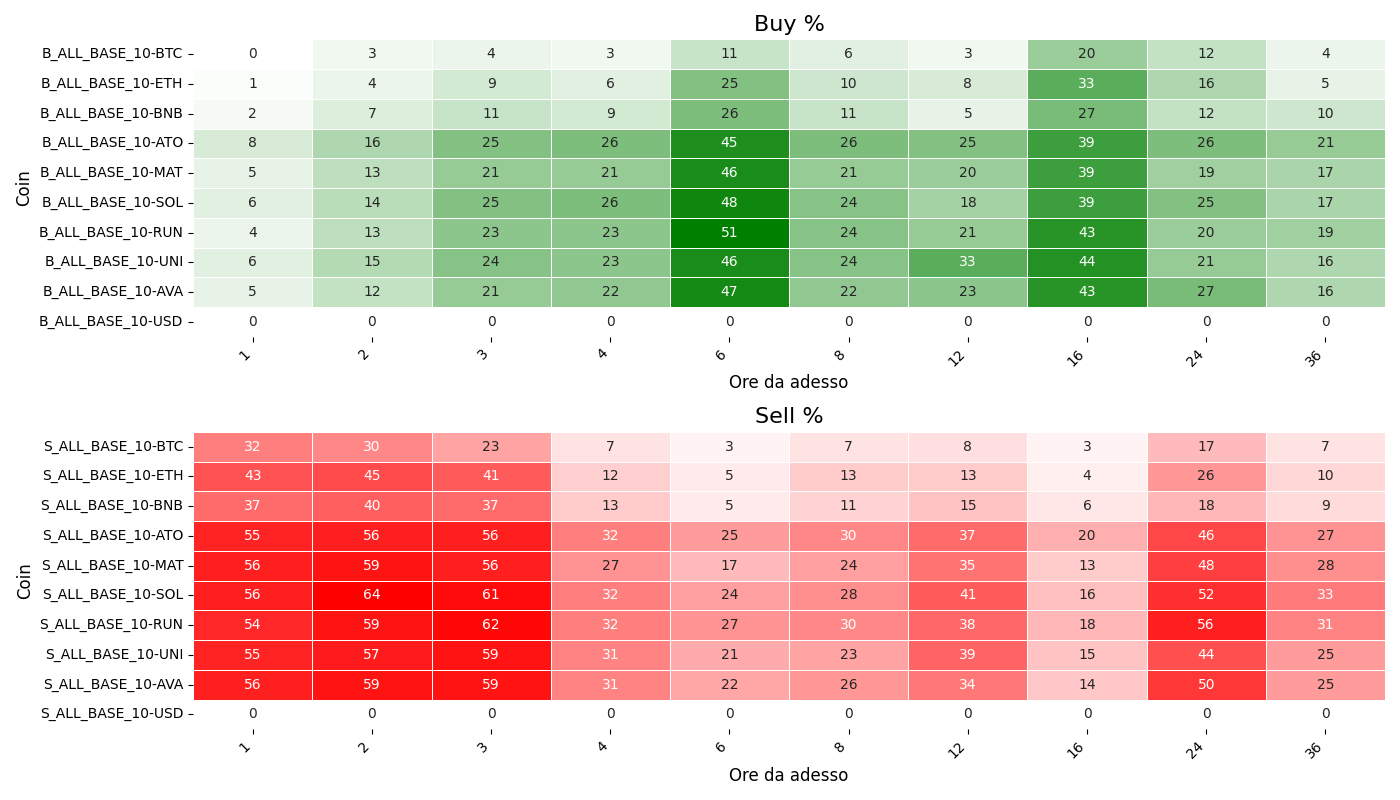 Buy %
Coin
B_ALL_BASE_10-BTC 0 3 4 3 11 6 3 20 12 4
B_ALL_BASE_10-ETH 1 4 9 6 25 10 8 33 16 5
B_ALL_BASE_10-BNB 2 7 11 9 26 11 5 27 12 10
B_ALL_BASE_10-ATO 8 16 25 26 45 26 25 39 26 21
B_ALL_BASE_10-MAT 5 13 21 21 46 21 20 39 19 17
B_ALL_BASE_10-SOL 6 14 25 26 48 24 18 39 25 17
B_ALL_BASE_10-RUN 4 13 23 23 51 24 21 43 20 19
B_ALL_BASE_10-UNI 6 15 24 23 46 24 33 44 21 16
B_ALL_BASE_10-AVA 5 12 21 22 47 22 23 43 27 16
B_ALL_BASE_10-USD 0 0 0 0 0 0 0 0 0 0
1 2 3 4 6 8 12 16 24 36
Ore da adesso
Sell %
Coin
S_ALL_BASE_10-BTC 32 30 23 7 3 7 8 3 17 7
S_ALL_BASE_10-ETH 43 45 41 12 5 13 13 4 26 10
S_ALL_BASE_10-BNB 37 40 37 13 5 11 15 6 18 9
S_ALL_BASE_10-ATO 55 56 56 32 25 30 37 20 46 27
S_ALL_BASE_10-MAT 56 59 56 27 17 24 35 13 48 28
S_ALL_BASE_10-SOL 56 64 61 32 24 28 41 16 52 33
S_ALL_BASE_10-RUN 54 59 62 32 27 30 38 18 56 31
S_ALL_BASE_10-UNI 55 57 59 31 21 23 39 15 44 25
S_ALL_BASE_10-AVA 56 59 59 31 22 26 34 14 50 25
S_ALL_BASE_10-USD 0 0 0 0 0 0 0 0 0 0
1 2 3 4 6 8 12 16 24 36
Ore da adesso